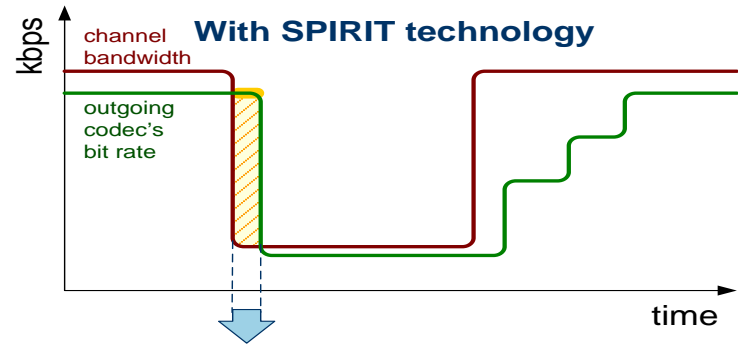 With SPIRIT technology
kbps
channel
bandwidth
outgoing
codec's
bit rate
time